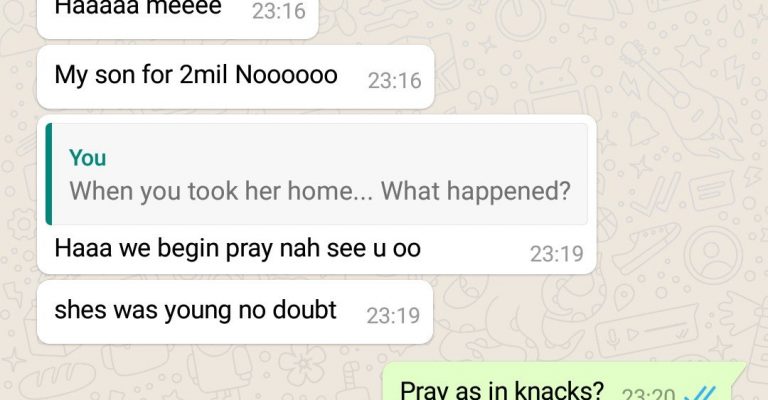 Haaaaa meeee 23:16
My son for 2mil Noooooo 23:16
You
When you took her home... What happened?
Haaa we begin pray nah see u oo 23:19
shes was young no doubt 23:19
Pray as in knacks? 23:20